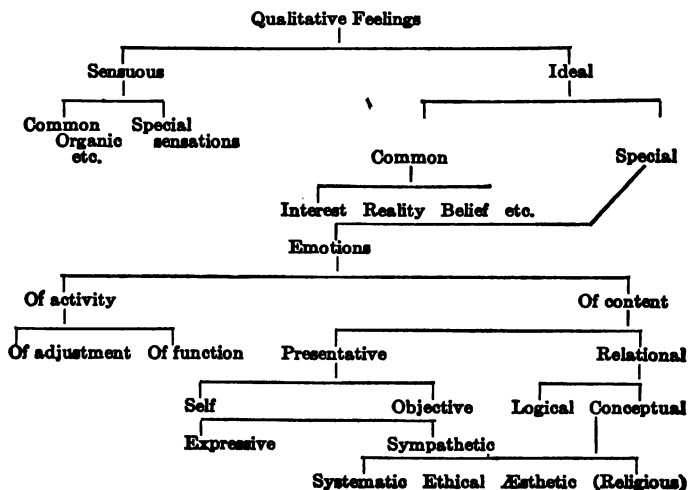 Qualitative Feelings
Sensuous Ideal
Common Special
Organic sensations
etc.
Common Special
Interest Reality Belief etc.
Emotions
Of activity Of content
Of adjustment Of function Presentative Relational
Self Objective Logical Conceptual
Expressive Sympathetic
Systematic Ethical Æsthetic (Religious)